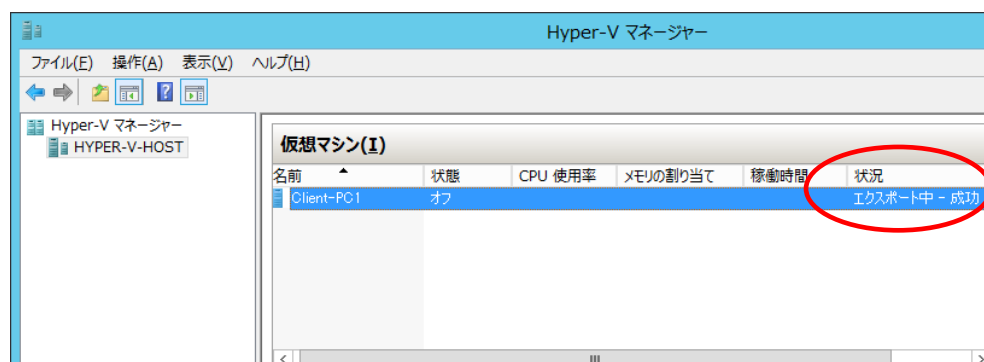 Hyper-V マネージャー
ファイル(F) 操作(A) 表示(V) ヘルプ(H)
Hyper-V マネージャー
HYPER-V-HOST
仮想マシン(I)
名前 状態 CPU 使用率 メモリの割り当て 稼働時間 状況
Client-PC1 オフ エクスポート中 - 成功